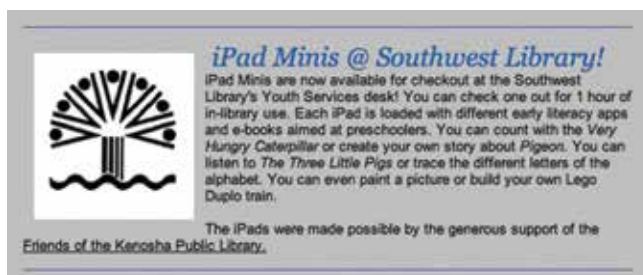 iPad Minis @ Southwest Library!
iPad Minis are now available for checkout at the Southwest
Library's Youth Services desk! You can check one out for 1 hour of
in-library use. Each iPad is loaded with different early literacy apps
and e-books aimed at preschoolers. You can count with the Very
Hungry Caterpillar or create your own story about Pigeon. You can
listen to The Three Little Pigs or trace the different letters of the
alphabet. You can even paint a picture or build your own Lego
Duplo train.
The iPads were made possible by the generous support of the
Friends of the Kenosha Public Library.